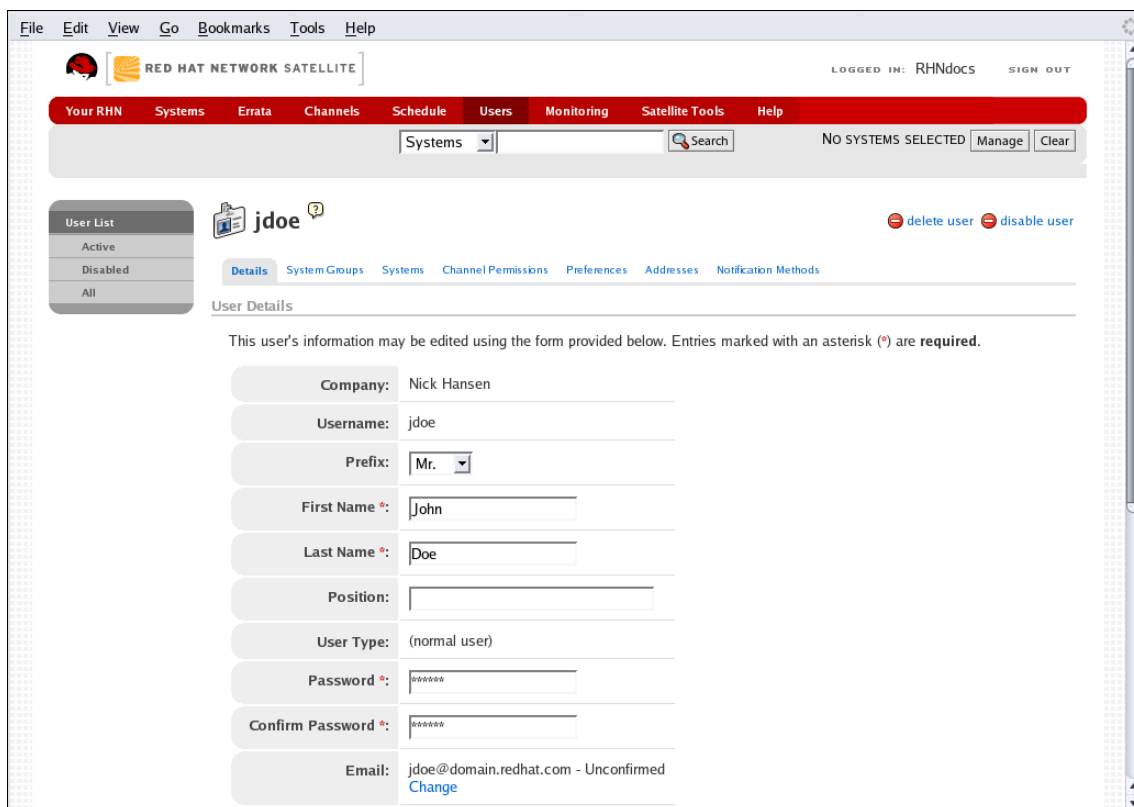 File Edit View Go Bookmarks Tools Help
RED HAT NETWORK SATELLITE
LOGGED IN: RHNdocs SIGN OUT
Your RHN Systems Errata Channels Schedule Users Monitoring Satellite Tools Help
Systems Search NO SYSTEMS SELECTED Manage Clear
User List
Active
Disabled
All
jdoe ?
delete user disable user
Details System Groups Systems Channel Permissions Preferences Addresses Notification Methods
User Details
This user's information may be edited using the form provided below. Entries marked with an asterisk (*) are required.
Company: Nick Hansen
Username: jdoe
Prefix: Mr.
First Name *: John
Last Name *: Doe
Position:
User Type: (normal user)
Password *: ******
Confirm Password *: ******
Email: jdoe@domain.redhat.com - Unconfirmed
Change